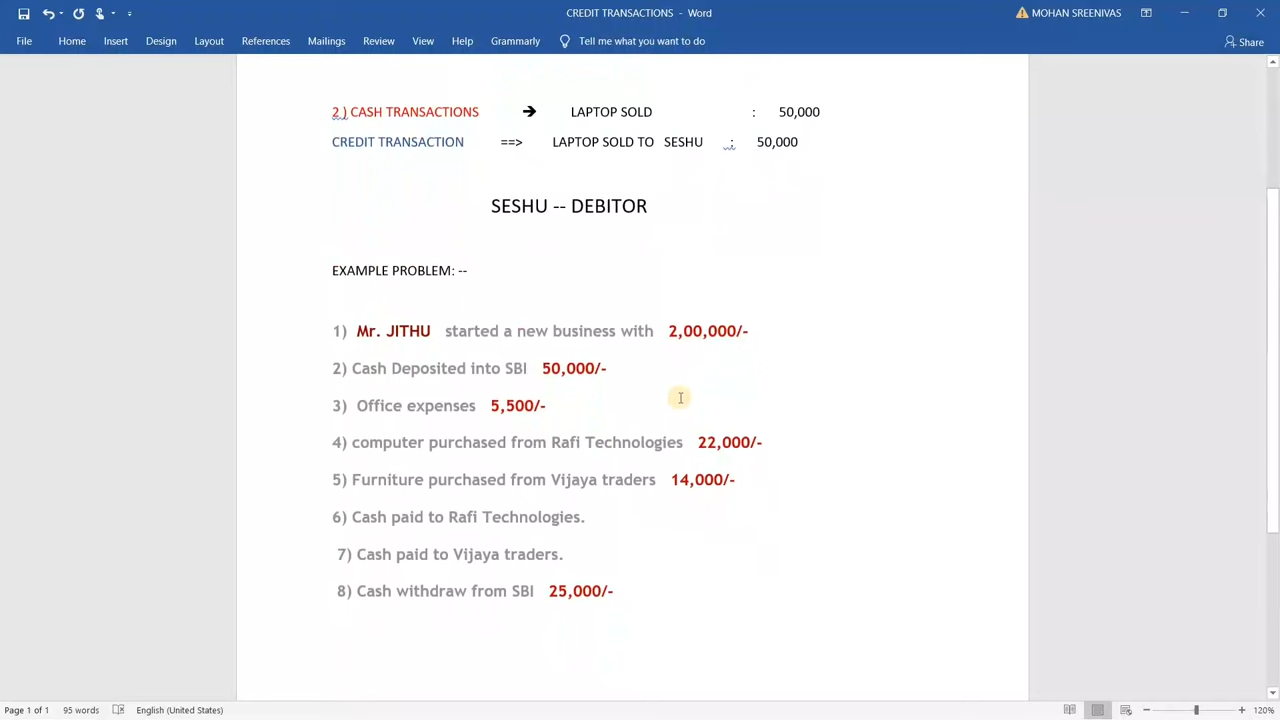 CREDIT TRANSACTIONS - Word
MOHAN SREENIVAS
File Home Insert Design Layout References Mailings Review View Help Grammarly Tell me what you want to do Share
2 ) CASH TRANSACTIONS ➔ LAPTOP SOLD : 50,000
CREDIT TRANSACTION ==> LAPTOP SOLD TO SESHU : 50,000
SESHU -- DEBITOR
EXAMPLE PROBLEM: --
1) Mr. JITHU started a new business with 2,00,000/-
2) Cash Deposited into SBI 50,000/-
3) Office expenses 5,500/-
4) computer purchased from Rafi Technologies 22,000/-
5) Furniture purchased from Vijaya traders 14,000/-
6) Cash paid to Rafi Technologies.
7) Cash paid to Vijaya traders.
8) Cash withdraw from SBI 25,000/-
Page 1 of 1 95 words English (United States) 120%